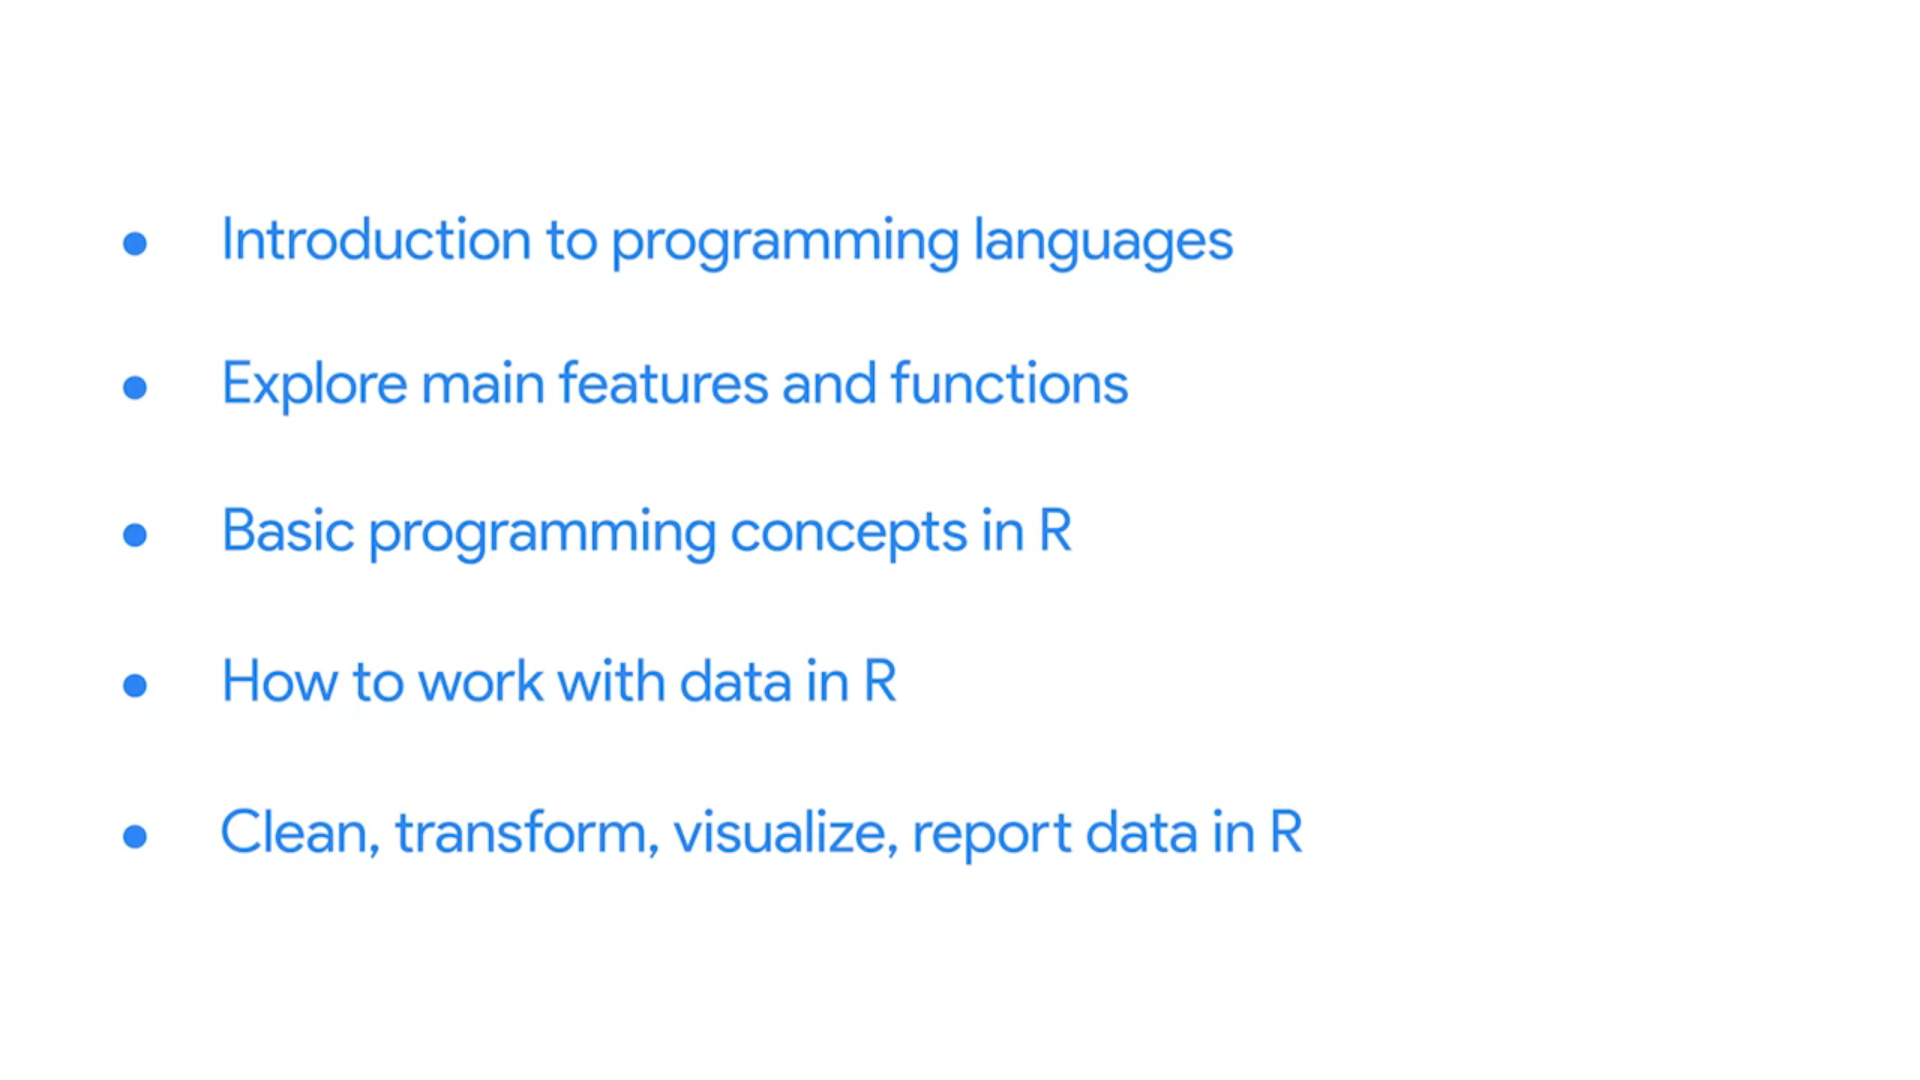 • Introduction to programming languages
• Explore main features and functions
• Basic programming concepts in R
• How to work with data in R
• Clean, transform, visualize, report data in R